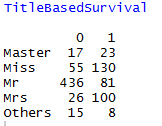 TitleBasedSurvival
0 1
Master 17 23
Miss 55 130
Mr 436 81
Mrs 26 100
Others 15 8